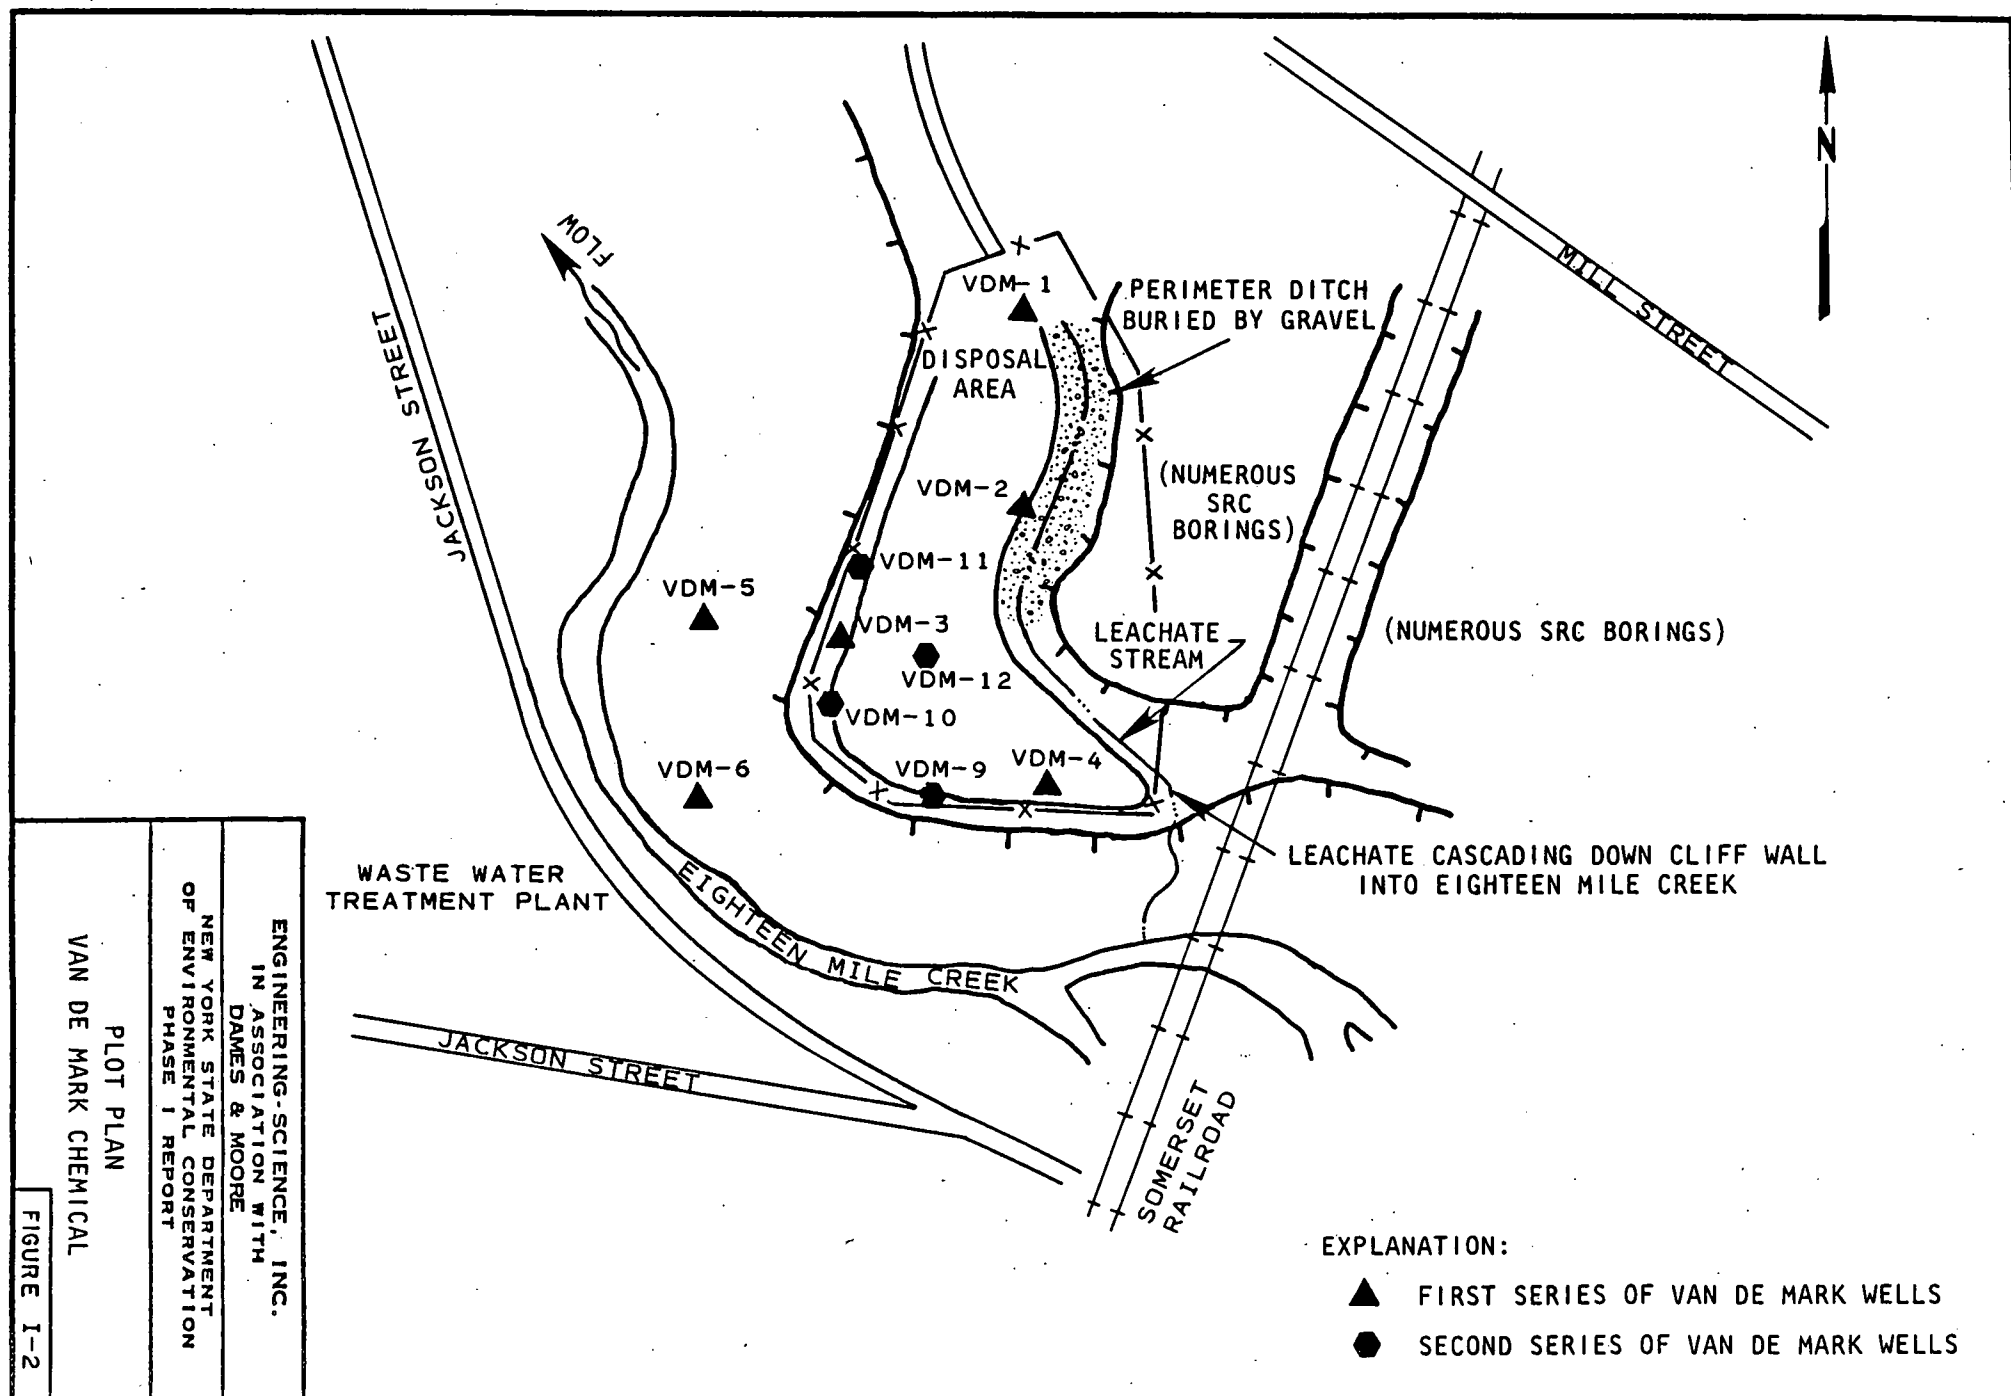 N
FLOW
JACKSON STREET
MILL STREET
VDM-1
PERIMETER DITCH
BURIED BY GRAVEL
DISPOSAL
AREA
VDM-2
(NUMEROUS
SRC
BORINGS)
VDM-11
VDM-5
VDM-3
LEACHATE
STREAM
(NUMEROUS SRC BORINGS)
VDM-12
VDM-10
VDM-6
VDM-9
VDM-4
LEACHATE CASCADING DOWN CLIFF WALL
INTO EIGHTEEN MILE CREEK
WASTE WATER
TREATMENT PLANT
EIGHTEEN MILE CREEK
JACKSON STREET
SOMERSET
RAILROAD
EXPLANATION:
FIRST SERIES OF VAN DE MARK WELLS
SECOND SERIES OF VAN DE MARK WELLS
ENGINEERING-SCIENCE, INC.
IN ASSOCIATION WITH
DAMES & MOORE
NEW YORK STATE DEPARTMENT
OF ENVIRONMENTAL CONSERVATION
PHASE I REPORT
PLOT PLAN
VAN DE MARK CHEMICAL
FIGURE I-2